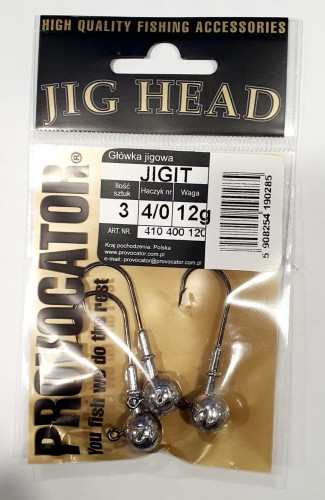 HIGH QUALITY FISHING ACCESSORIES
JIG HEAD
Główka jigowa
JIGIT
Ilość sztuk Haczyk nr Waga
3 4/0 12g
ART. NR. 410 400 120
Kraj pochodzenia: Polska
www.provocator.com.pl
e-mail: provocator@provocator.com.pl
5 908254 190285
PROVOCATOR®
You fish we do the rest